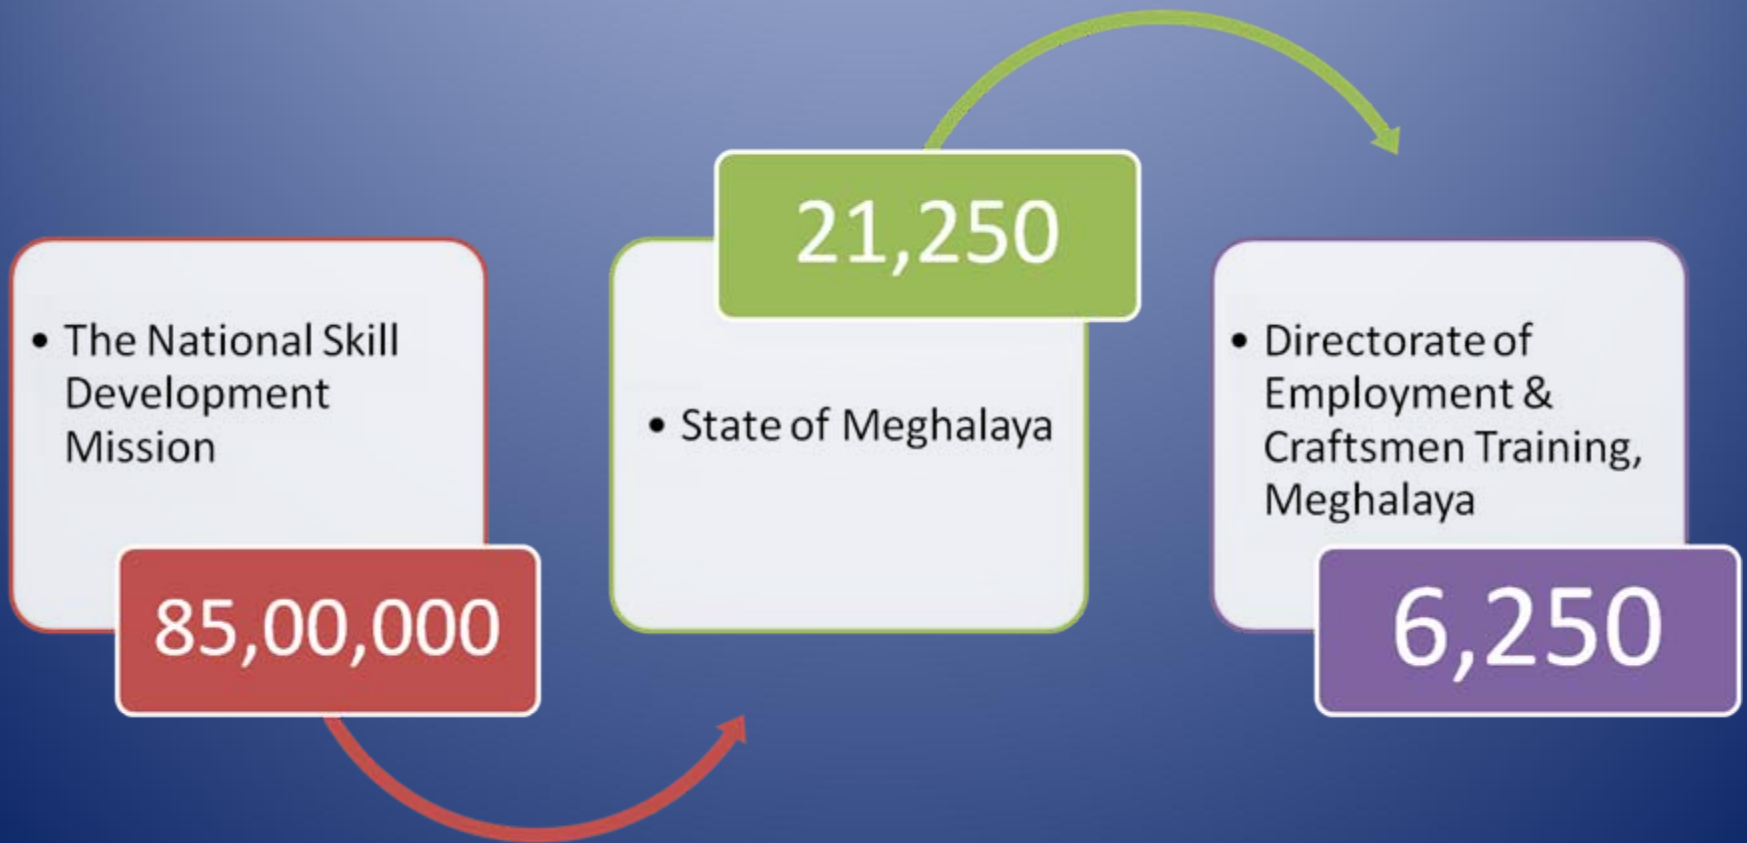 • The National Skill
Development
Mission
85,00,000
21,250
• State of Meghalaya
• Directorate of
Employment &
Craftsmen Training,
Meghalaya
6,250